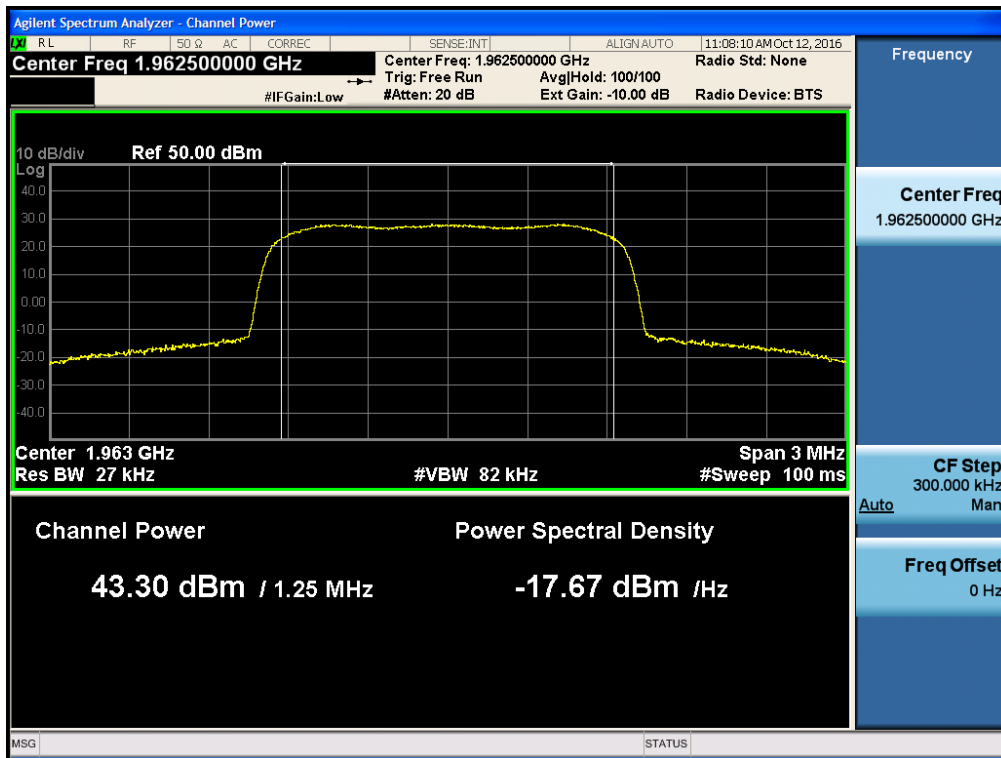 Agilent Spectrum Analyzer - Channel Power
LXI RL RF 50 Ω AC CORREC SENSE:INT ALIGN AUTO 11:08:10 AM Oct 12, 2016
Center Freq 1.962500000 GHz
Center Freq: 1.962500000 GHz Radio Std: None
Trig: Free Run Avg|Hold: 100/100
#IFGain:Low #Atten: 20 dB Ext Gain: -10.00 dB Radio Device: BTS
10 dB/div Ref 50.00 dBm
Log
40.0
30.0
20.0
10.0
0.00
-10.0
-20.0
-30.0
-40.0
Center 1.963 GHz Span 3 MHz
Res BW 27 kHz #VBW 82 kHz #Sweep 100 ms
Channel Power Power Spectral Density
43.30 dBm / 1.25 MHz -17.67 dBm /Hz
Frequency
Center Freq
1.962500000 GHz
CF Step
300.000 kHz
Auto Man
Freq Offset
0 Hz
MSG STATUS